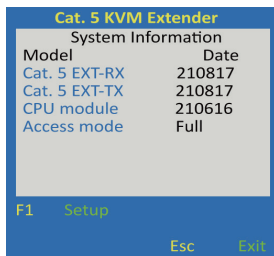 Cat. 5 KVM Extender
System Information
Model Date
Cat. 5 EXT-RX 210817
Cat. 5 EXT-TX 210817
CPU module 210616
Access mode Full
F1 Setup
Esc Exit